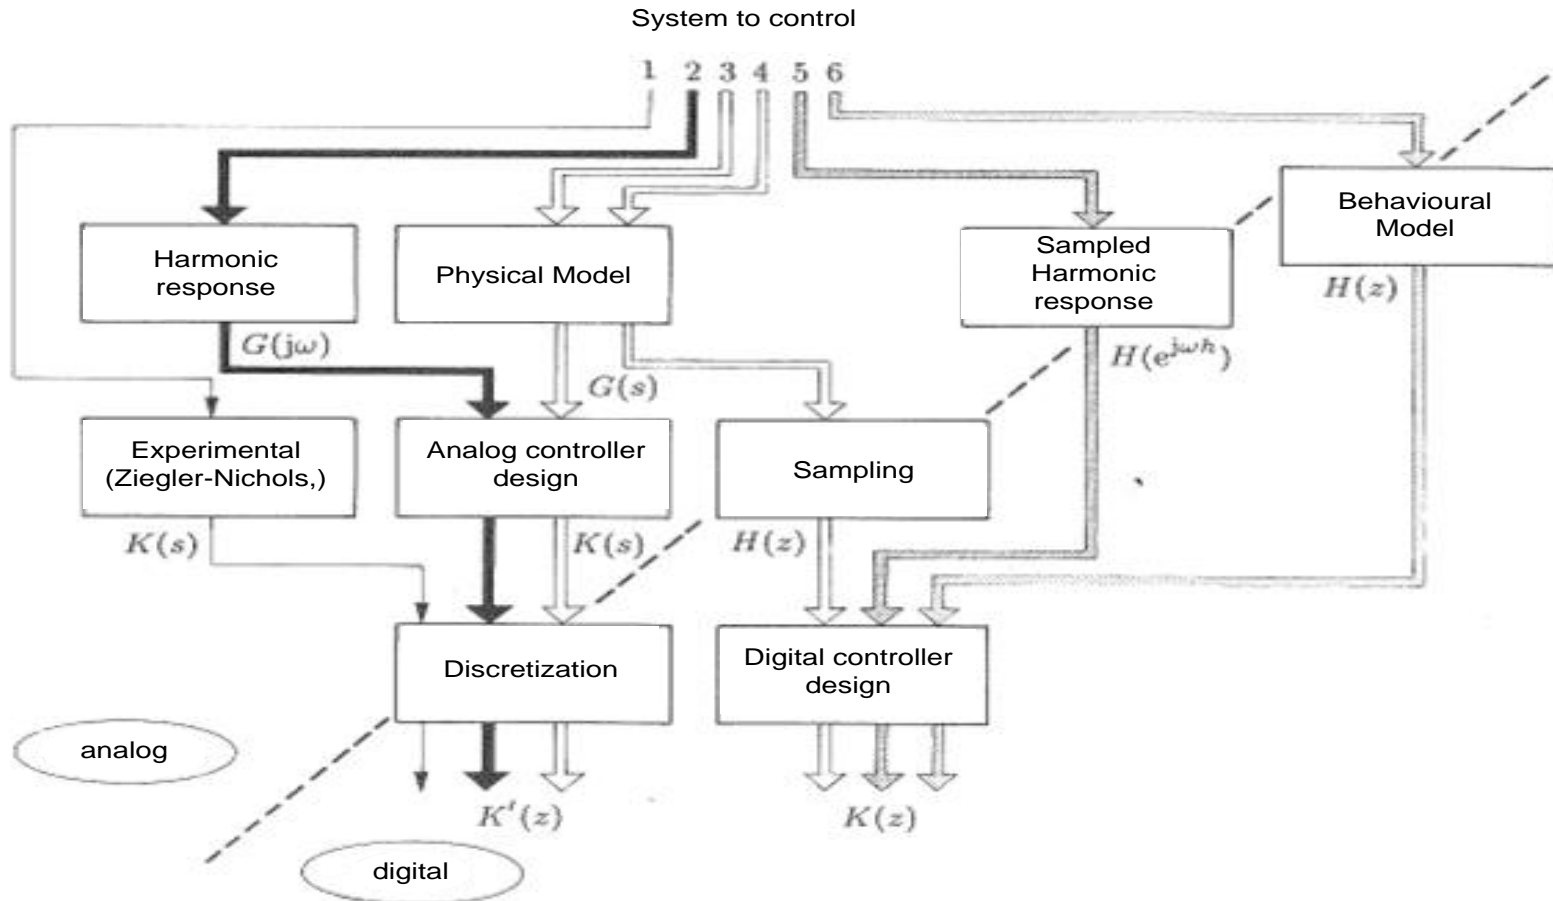 System to control
1 2 3 4 5 6
Behavioural
Model
Harmonic
response
Physical Model
Sampled
Harmonic
response
H(z)
G(jω)
H(e^{jωh})
G(s)
Experimental
(Ziegler-Nichols,)
Analog controller
design
Sampling
K(s)
K(s)
H(z)
Discretization
Digital controller
design
analog
K'(z)
K(z)
digital